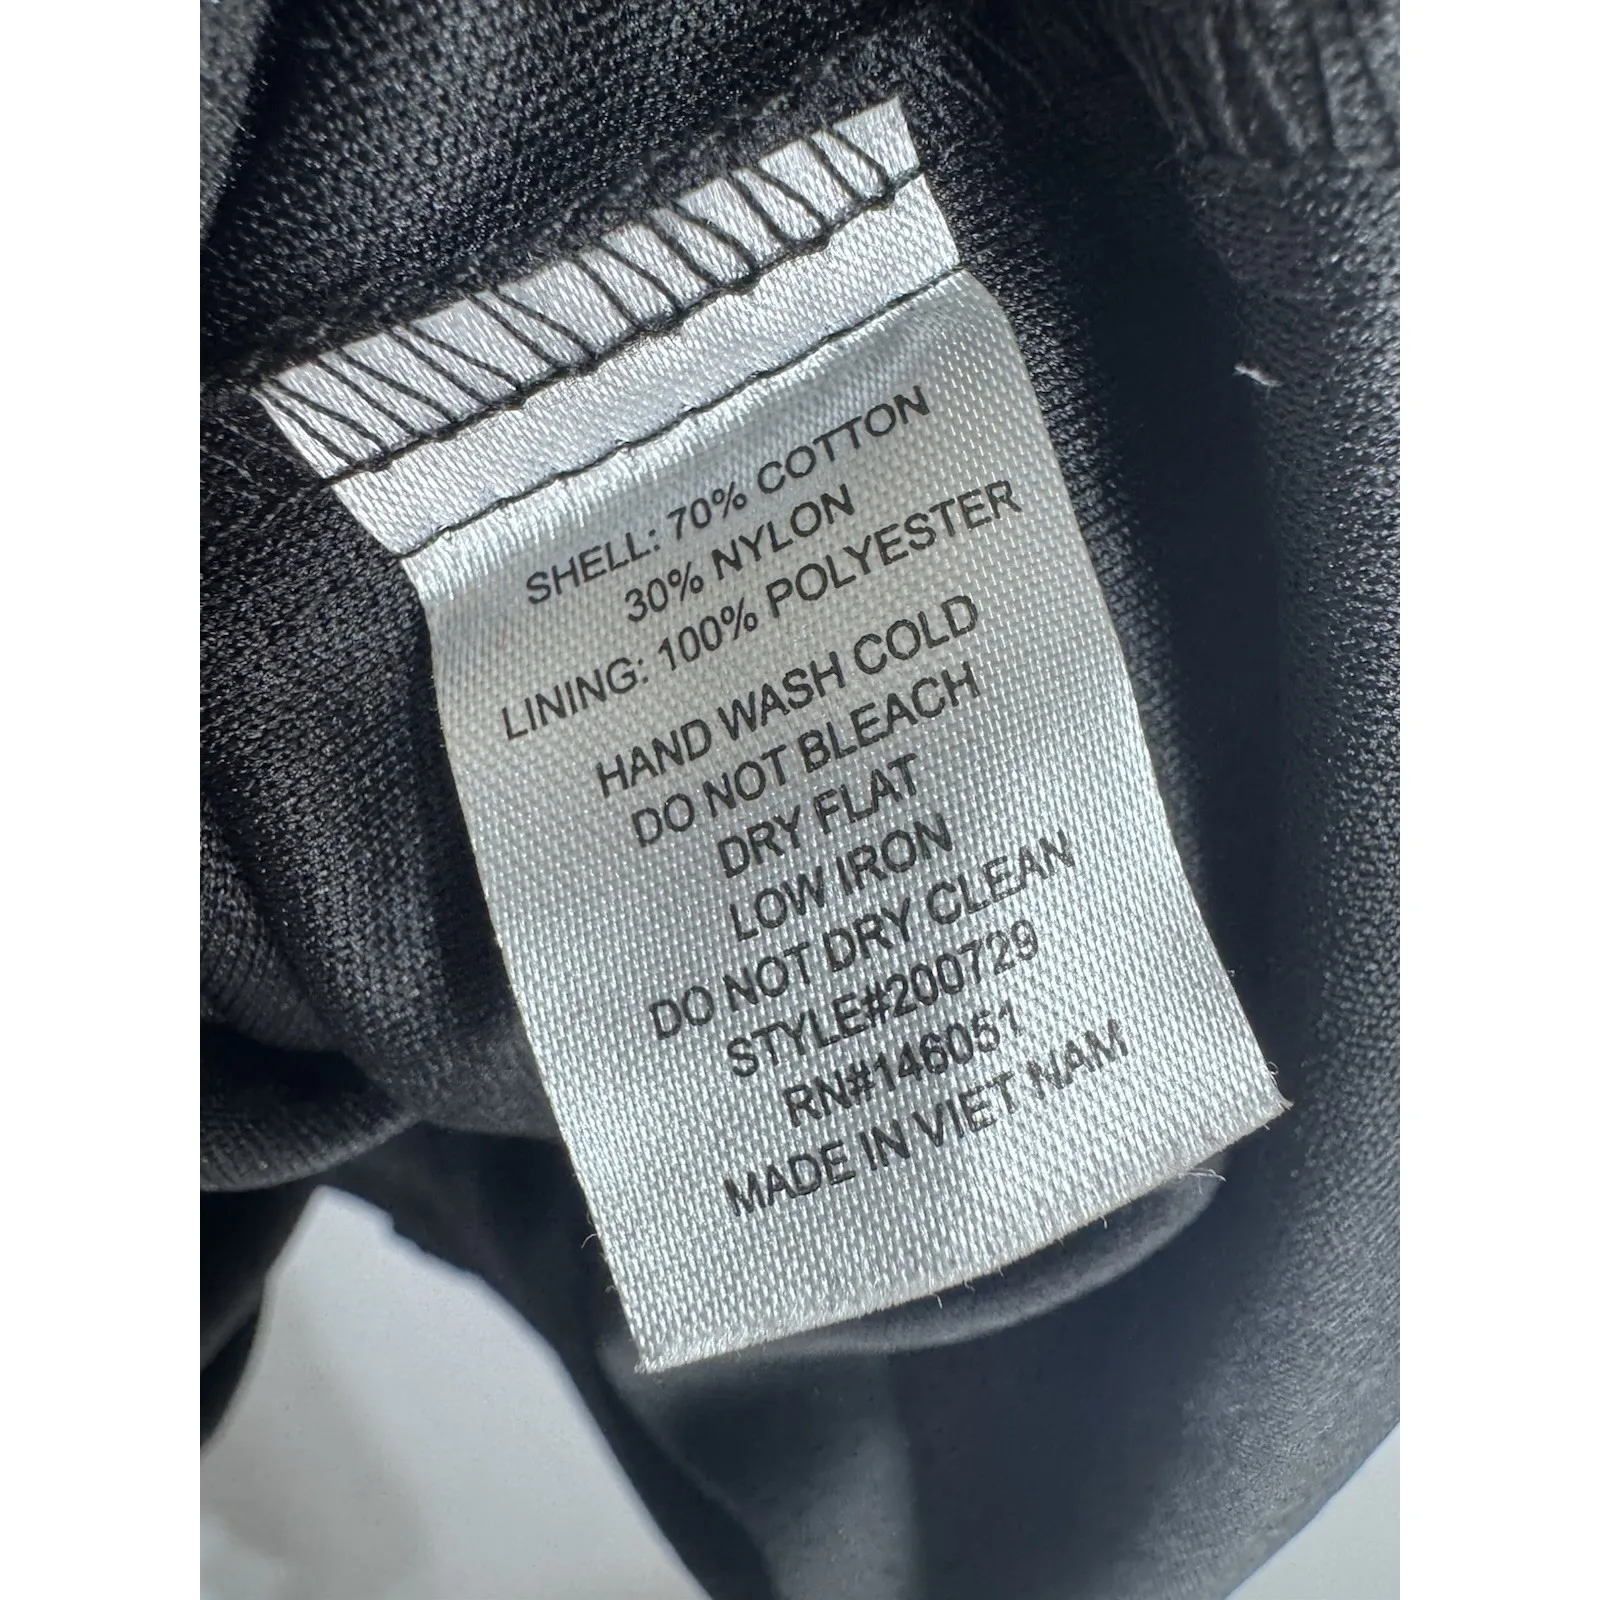 SHELL: 70% COTTON
30% NYLON
LINING: 100% POLYESTER
HAND WASH COLD
DO NOT BLEACH
DRY FLAT
LOW IRON
DO NOT DRY CLEAN
STYLE#200729
RN#146051
MADE IN VIET NAM